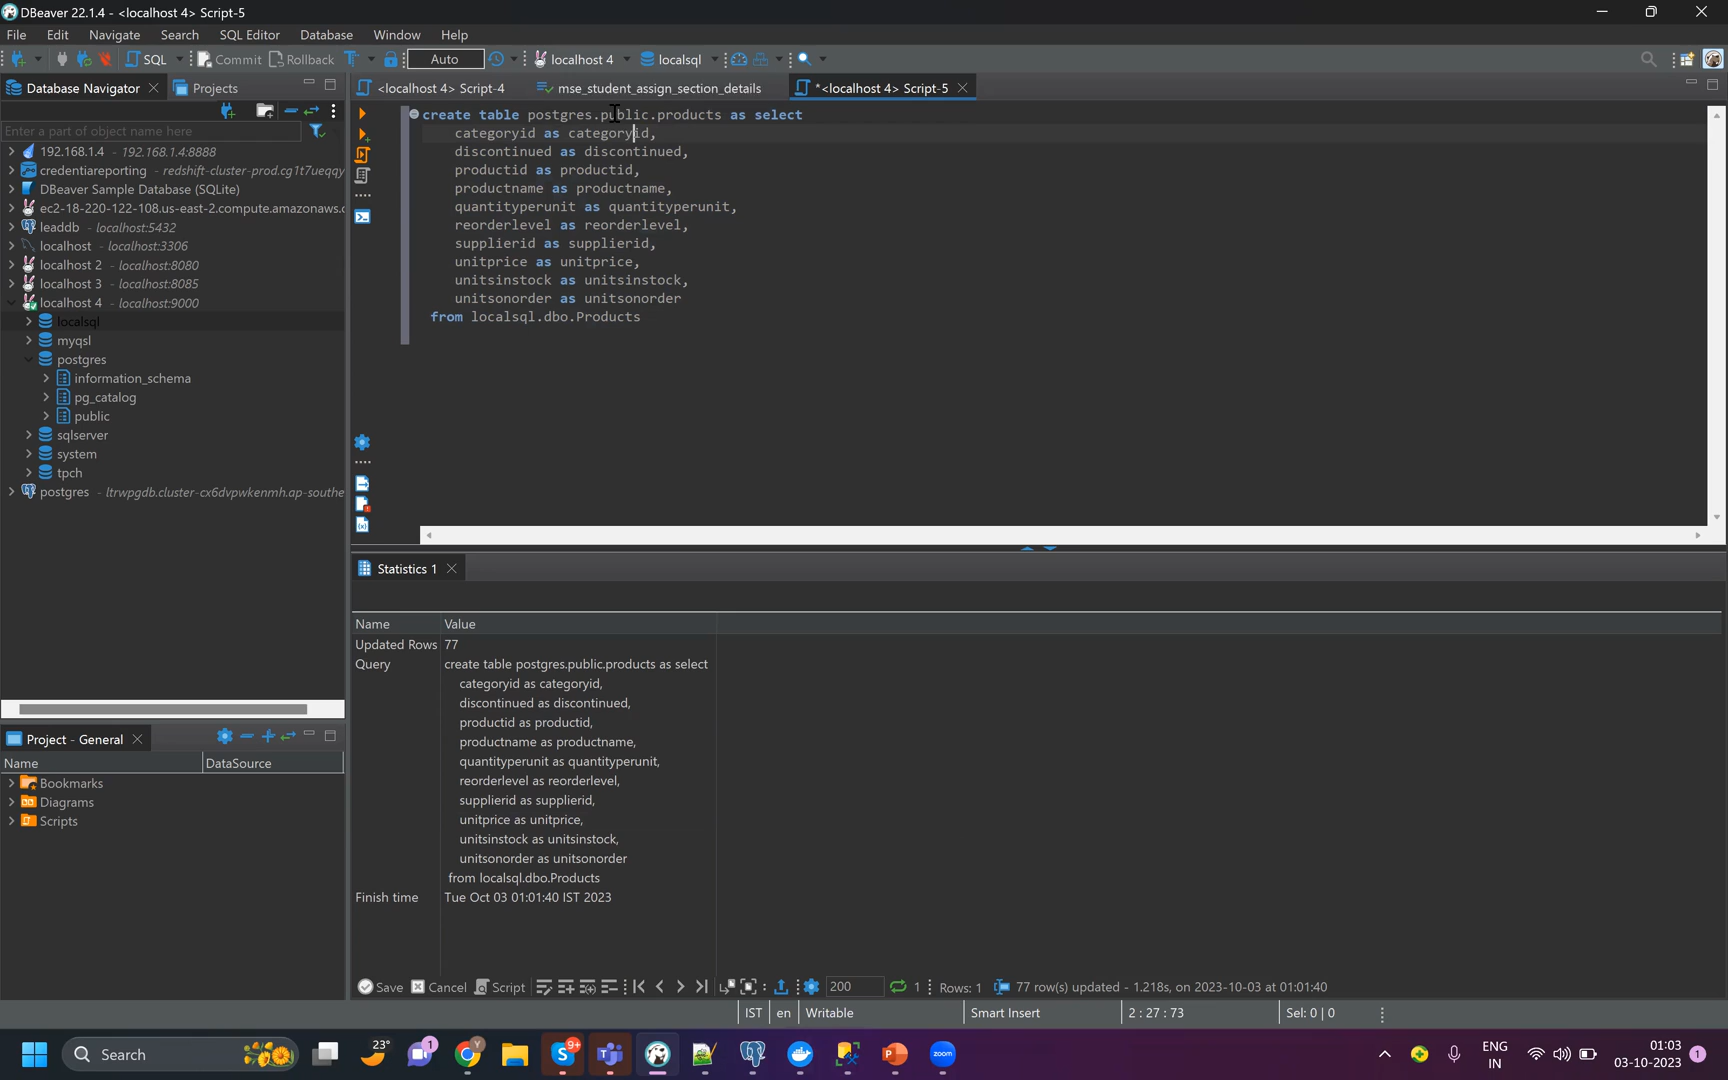 DBeaver 22.1.4 - <localhost 4> Script-5
File Edit Navigate Search SQL Editor Database Window Help
SQL Commit Rollback Auto localhost 4 localsql
Database Navigator Projects
Enter a part of object name here
192.168.1.4 - 192.168.1.4:8888
credentiareporting - redshift-cluster-prod.cg1t7ueqqy
DBeaver Sample Database (SQLite)
ec2-18-220-122-108.us-east-2.compute.amazonaws.c
leaddb - localhost:5432
localhost - localhost:3306
localhost 2 - localhost:8080
localhost 3 - localhost:8085
localhost 4 - localhost:9000
localsql
myqsl
postgres
information_schema
pg_catalog
public
sqlserver
system
tpch
postgres - ltrwpgdb.cluster-cx6dvpwkenmh.ap-southe
Project - General
Name DataSource
Bookmarks
Diagrams
Scripts
<localhost 4> Script-4 mse_student_assign_section_details *<localhost 4> Script-5
create table postgres.public.products as select
categoryid as categoryid,
discontinued as discontinued,
productid as productid,
productname as productname,
quantityperunit as quantityperunit,
reorderlevel as reorderlevel,
supplierid as supplierid,
unitprice as unitprice,
unitsinstock as unitsinstock,
unitsonorder as unitsonorder
from localsql.dbo.Products
Statistics 1
Name Value
Updated Rows 77
Query create table postgres.public.products as select
categoryid as categoryid,
discontinued as discontinued,
productid as productid,
productname as productname,
quantityperunit as quantityperunit,
reorderlevel as reorderlevel,
supplierid as supplierid,
unitprice as unitprice,
unitsinstock as unitsinstock,
unitsonorder as unitsonorder
from localsql.dbo.Products
Finish time Tue Oct 03 01:01:40 IST 2023
Save Cancel Script 200 1 Rows: 1 77 row(s) updated - 1.218s, on 2023-10-03 at 01:01:40
IST en Writable Smart Insert 2 : 27 : 73 Sel: 0 | 0
Search 23° 1 9+ zoom ENG IN 01:03 03-10-2023 1